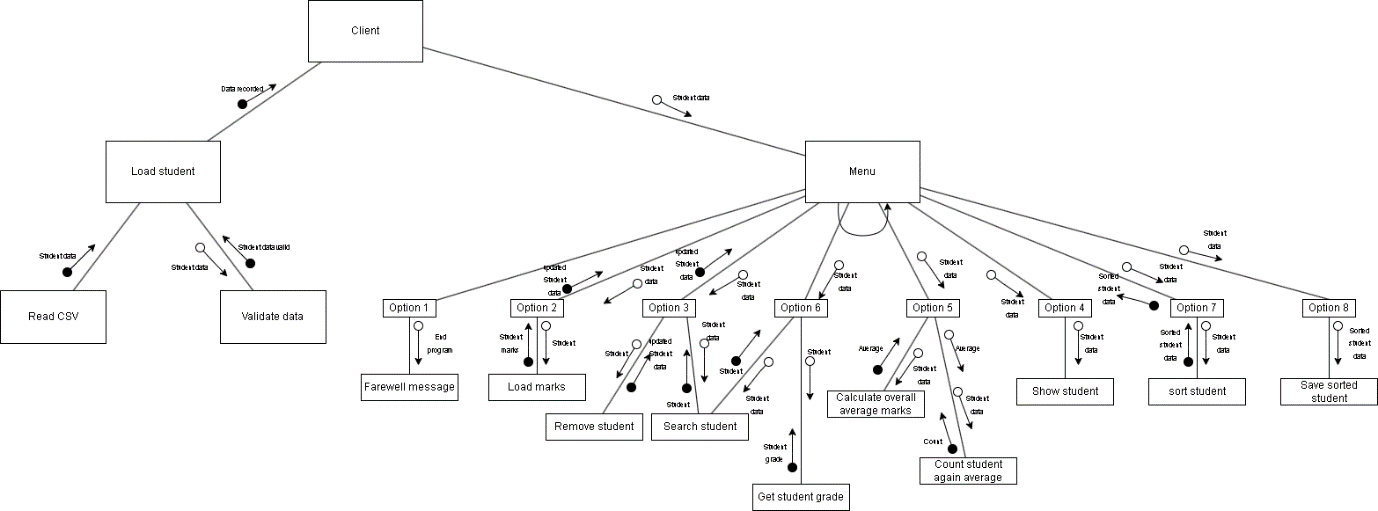 Client
Data recorded
Student data
Load student
Menu
Student data
Student data
Student data valid
Read CSV
Validate data
updated
Student
data
Student
data
updated
Student
data
Student
data
Student
data
Student
data
Student
data
Student
data
Sorted
student
data
Student
data
Option 1
Option 2
Option 3
Option 6
Option 5
Option 4
Option 7
Option 8
End
program
Student
marks
Student
Student
updated
Student
data
Student
Student
data
Student
Student
data
Student
Average
Student
data
Average
Student
data
Student
data
Sorted
student
data
Student
data
Sorted
student
data
Farewell message
Load marks
Remove student
Search student
Calculate overall
average marks
Show student
sort student
Save sorted
student
Student
grade
Count
Get student grade
Count student
again average